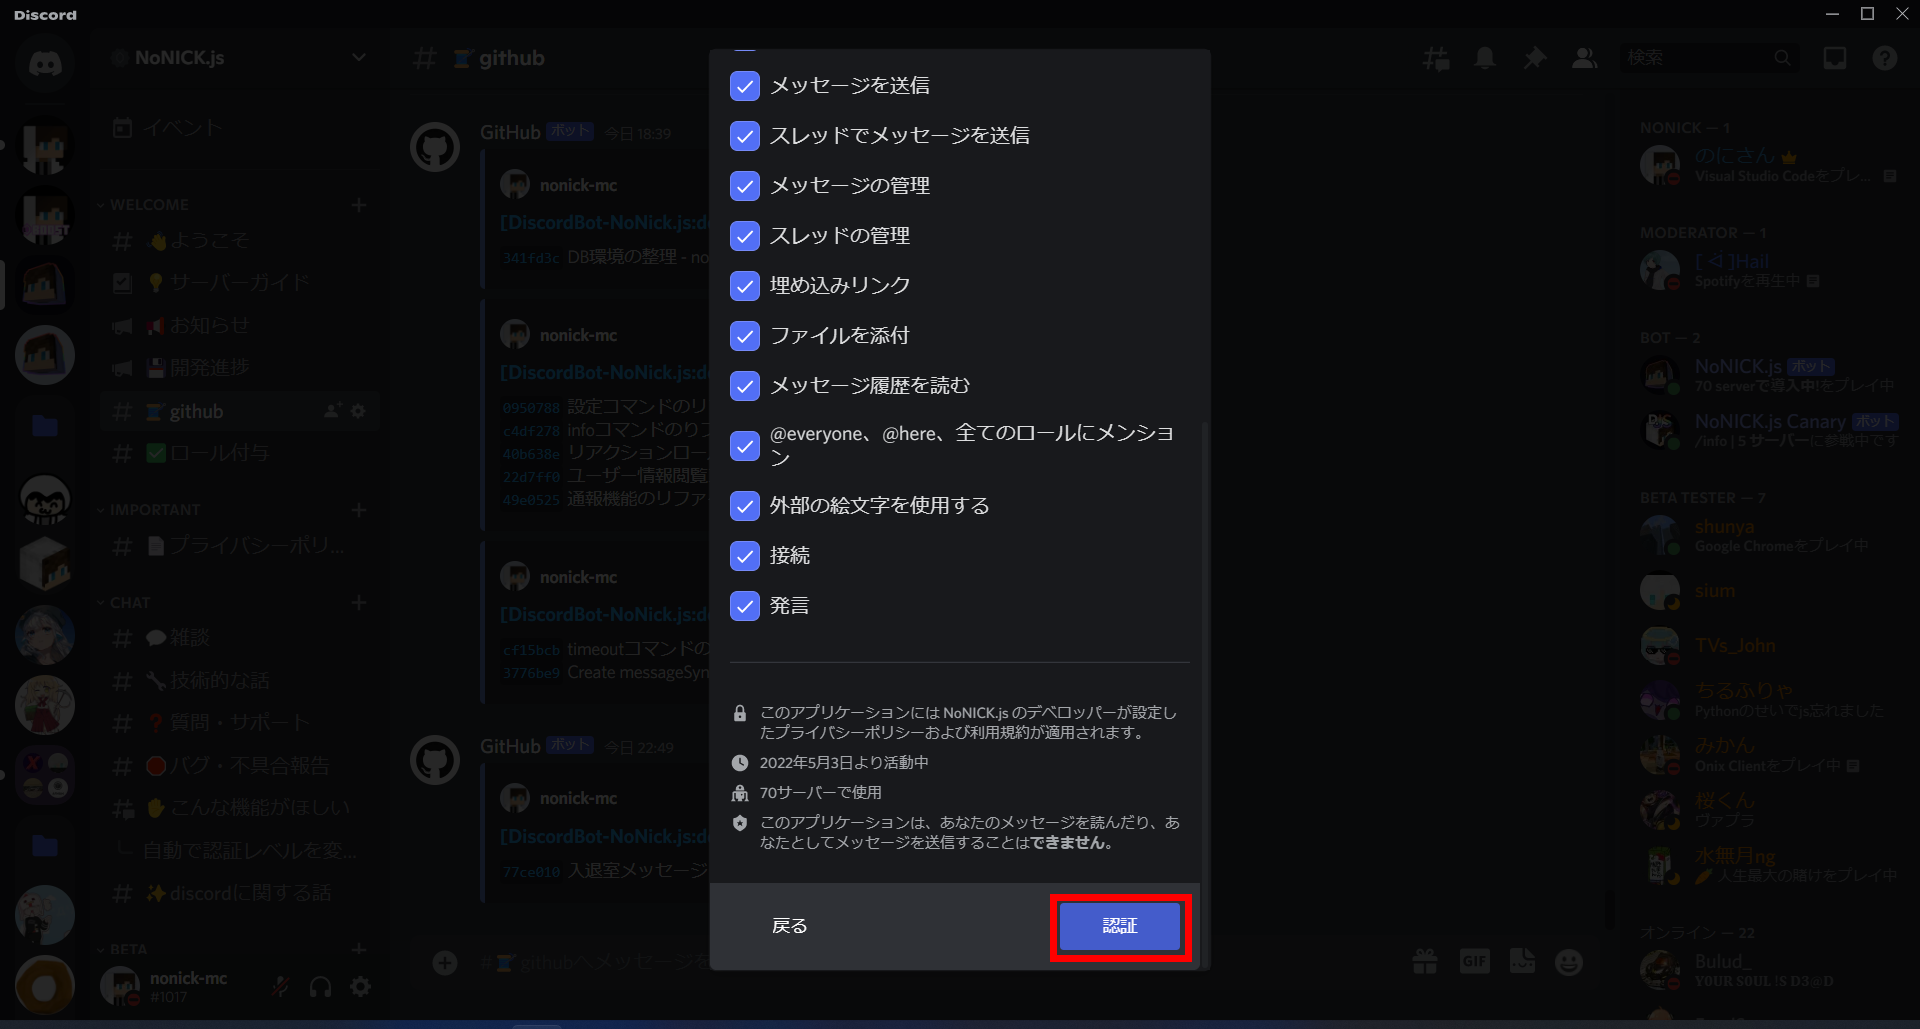 Discord
NoNICK.js
イベント
WELCOME
ようこそ
サーバーガイド
お知らせ
開発進捗
github
ロール付与
IMPORTANT
プライバシーポリ...
CHAT
雑談
技術的な話
質問・サポート
バグ・不具合報告
こんな機能がほしい
自動で認証レベルを変...
discordに関する話
BETA
nonick-mc
#1017
github
GitHub ボット 今日 18:39
nonick-mc
[DiscordBot-NoNick.js:d
341fd3c DB環境の整理 - no
nonick-mc
[DiscordBot-NoNick.js:d
0950788 設定コマンドのリ
c4df278 infoコマンドのリフ
40b638e リアクションロー
22d7ff0 ユーザー情報閲覧
49e0525 通報機能のリファ
nonick-mc
[DiscordBot-NoNick.js:d
cf15bcb timeoutコマンドの
3776be9 Create messageSyn
GitHub ボット 今日 22:49
nonick-mc
[DiscordBot-NoNick.js:d
77ce010 入退室メッセージ
#githubへメッセージを
GIF
メッセージを送信
スレッドでメッセージを送信
メッセージの管理
スレッドの管理
埋め込みリンク
ファイルを添付
メッセージ履歴を読む
@everyone、@here、全てのロールにメンショ
ン
外部の絵文字を使用する
接続
発言
このアプリケーションには NoNICK.js のデベロッパーが設定し
たプライバシーポリシーおよび利用規約が適用されます。
2022年5月3日より活動中
70サーバーで使用
このアプリケーションは、あなたのメッセージを読んだり、あ
なたとしてメッセージを送信することはできません。
戻る
認証
検索
NONICK — 1
のにさん
Visual Studio Codeをプレ...
MODERATOR — 1
[ ᐊ ]Hail
Spotifyを再生中
BOT — 2
NoNICK.js ボット
70 serverで導入中!をプレイ中
NoNICK.js Canary ボット
/info | 5 サーバーに参戦中です
BETA TESTER — 7
shunya
Google Chromeをプレイ中
sium
TVs_John
ちるふりゃ
Pythonのせいでjs忘れました
みかん
Onix Clientをプレイ中
桜くん
ヴァブラ
水無月ng
人生最大の賭けをプレイ中
オンライン — 22
Bulud_
Y0UR S0UL !S D3@D